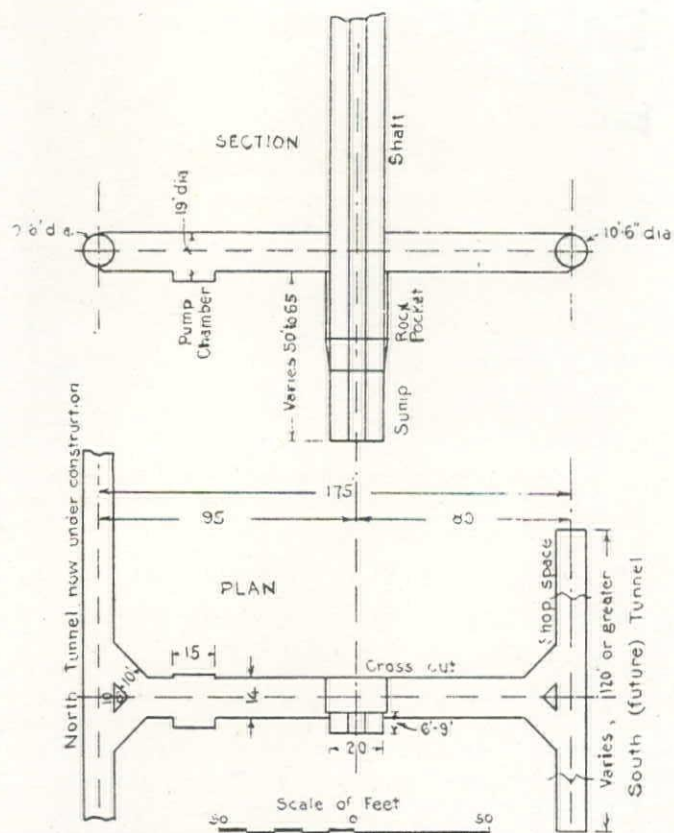 SECTION
Shaft
19' dia
10'-6" dia
Pump
Chamber
Varies 50' to 65
Rock
Pocket
Sump
North Tunnel now under construction
175'
95
80
PLAN
Shop space
15
10'
10
14
Cross cut
6'-9'
20
Varies, 120' or greater
South (future) Tunnel
Scale of Feet
50 0 50